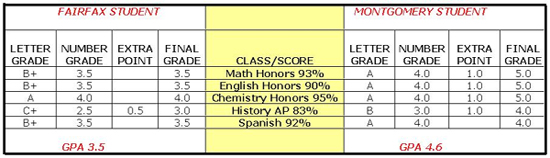 FAIRFAX STUDENT MONTGOMERY STUDENT
LETTER NUMBER EXTRA FINAL LETTER NUMBER EXTRA FINAL
GRADE GRADE POINT GRADE CLASS/SCORE GRADE GRADE POINT GRADE
B+ 3.5 3.5 Math Honors 93% A 4.0 1.0 5.0
B+ 3.5 3.5 English Honors 90% A 4.0 1.0 5.0
A 4.0 4.0 Chemistry Honors 95% A 4.0 1.0 5.0
C+ 2.5 0.5 3.0 History AP 83% B 3.0 1.0 4.0
B+ 3.5 3.5 Spanish 92% A 4.0 4.0
GPA 3.5 GPA 4.6